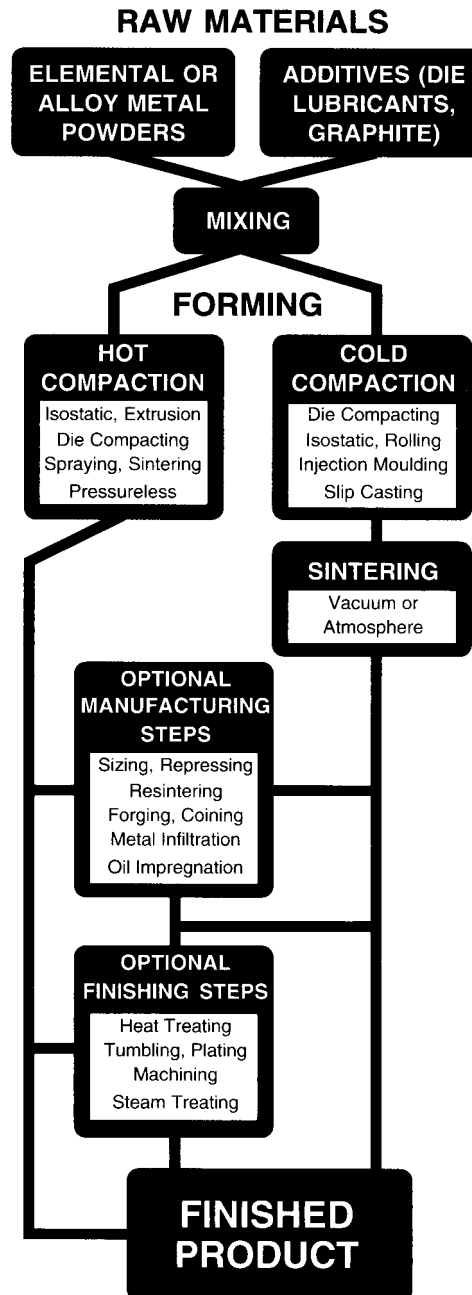 RAW MATERIALS
ELEMENTAL OR
ALLOY METAL
POWDERS
ADDITIVES (DIE
LUBRICANTS,
GRAPHITE)
MIXING
FORMING
HOT
COMPACTION
Isostatic, Extrusion
Die Compacting
Spraying, Sintering
Pressureless
COLD
COMPACTION
Die Compacting
Isostatic, Rolling
Injection Moulding
Slip Casting
SINTERING
Vacuum or
Atmosphere
OPTIONAL
MANUFACTURING
STEPS
Sizing, Repressing
Resintering
Forging, Coining
Metal Infiltration
Oil Impregnation
OPTIONAL
FINISHING STEPS
Heat Treating
Tumbling, Plating
Machining
Steam Treating
FINISHED
PRODUCT